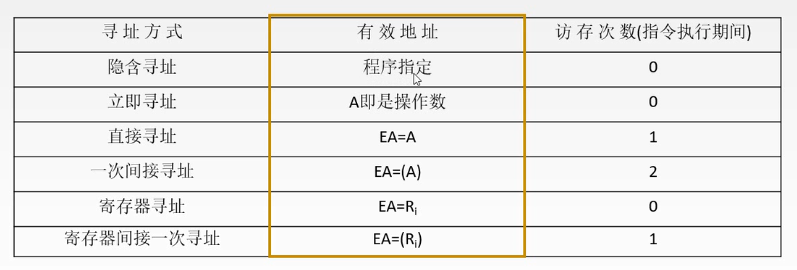 寻址方式 有效地址 访存次数(指令执行期间)
隐含寻址 程序指定 0
立即寻址 A即是操作数 0
直接寻址 EA=A 1
一次间接寻址 EA=(A) 2
寄存器寻址 EA=Ri 0
寄存器间接一次寻址 EA=(Ri) 1